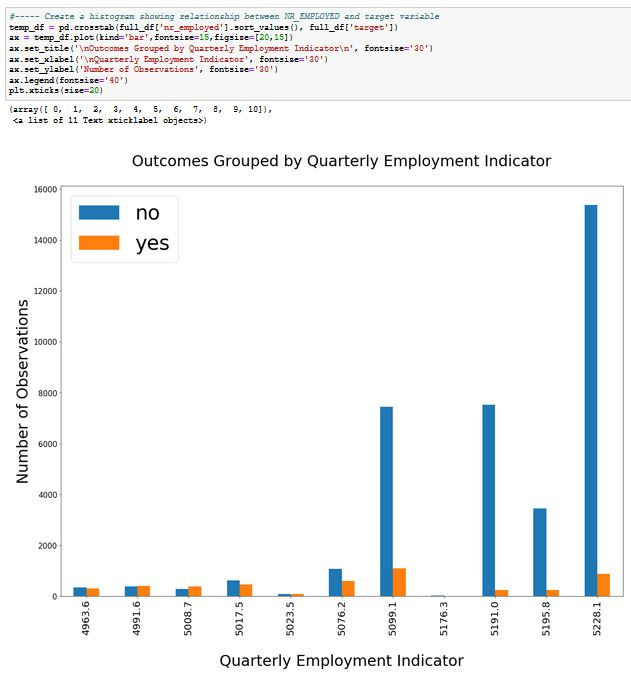 #----- Create a histogram showing relationship between NR_EMPLOYED and target variable
temp_df = pd.crosstab(full_df['nr_employed'].sort_values(), full_df['target'])
ax = temp_df.plot(kind='bar',fontsize=15,figsize=[20,15])
ax.set_title('\nOutcomes Grouped by Quarterly Employment Indicator\n', fontsize='30')
ax.set_xlabel('\nQuarterly Employment Indicator', fontsize='30')
ax.set_ylabel('Number of Observations', fontsize='30')
ax.legend(fontsize='40')
plt.xticks(size=20)
(array([ 0,  1,  2,  3,  4,  5,  6,  7,  8,  9, 10]),
 <a list of 11 Text xticklabel objects>)
Outcomes Grouped by Quarterly Employment Indicator
no
yes
Number of Observations
16000
14000
12000
10000
8000
6000
4000
2000
0
4963.6
4991.6
5008.7
5017.5
5023.5
5076.2
5099.1
5176.3
5191.0
5195.8
5228.1
Quarterly Employment Indicator